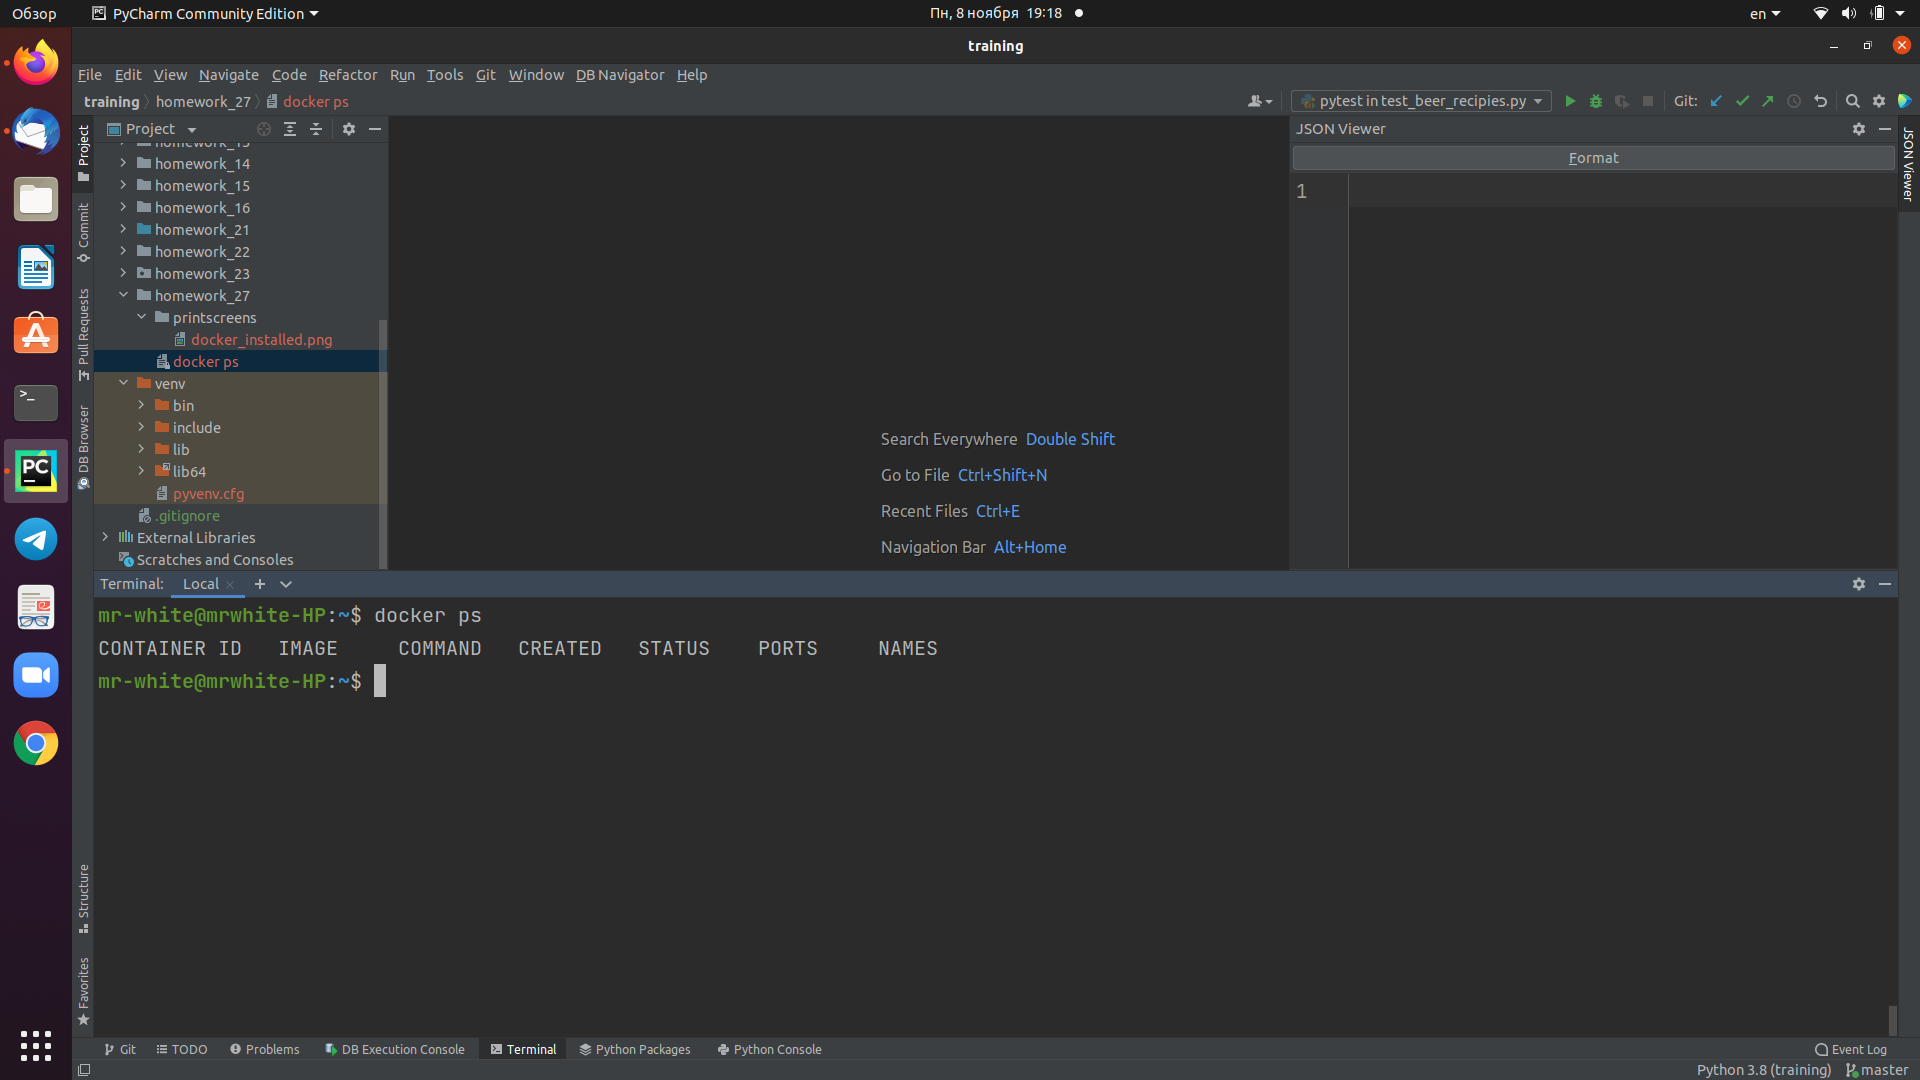 Обзор
PyCharm Community Edition
Пн, 8 ноября 19:18
en
training
File Edit View Navigate Code Refactor Run Tools Git Window DB Navigator Help
training homework_27 docker ps
pytest in test_beer_recipies.py
Git:
Project
JSON Viewer
Format
1
homework_13
homework_14
homework_15
homework_16
homework_21
homework_22
homework_23
homework_27
printscreens
docker_installed.png
docker ps
venv
bin
include
lib
lib64
pyvenv.cfg
.gitignore
External Libraries
Scratches and Consoles
Search Everywhere Double Shift
Go to File Ctrl+Shift+N
Recent Files Ctrl+E
Navigation Bar Alt+Home
Project
Commit
Pull Requests
DB Browser
Structure
Favorites
JSON Viewer
Terminal: Local
mr-white@mrwhite-HP:~$ docker ps
CONTAINER ID IMAGE COMMAND CREATED STATUS PORTS NAMES
mr-white@mrwhite-HP:~$
Git TODO Problems DB Execution Console Terminal Python Packages Python Console
Event Log
Python 3.8 (training) master